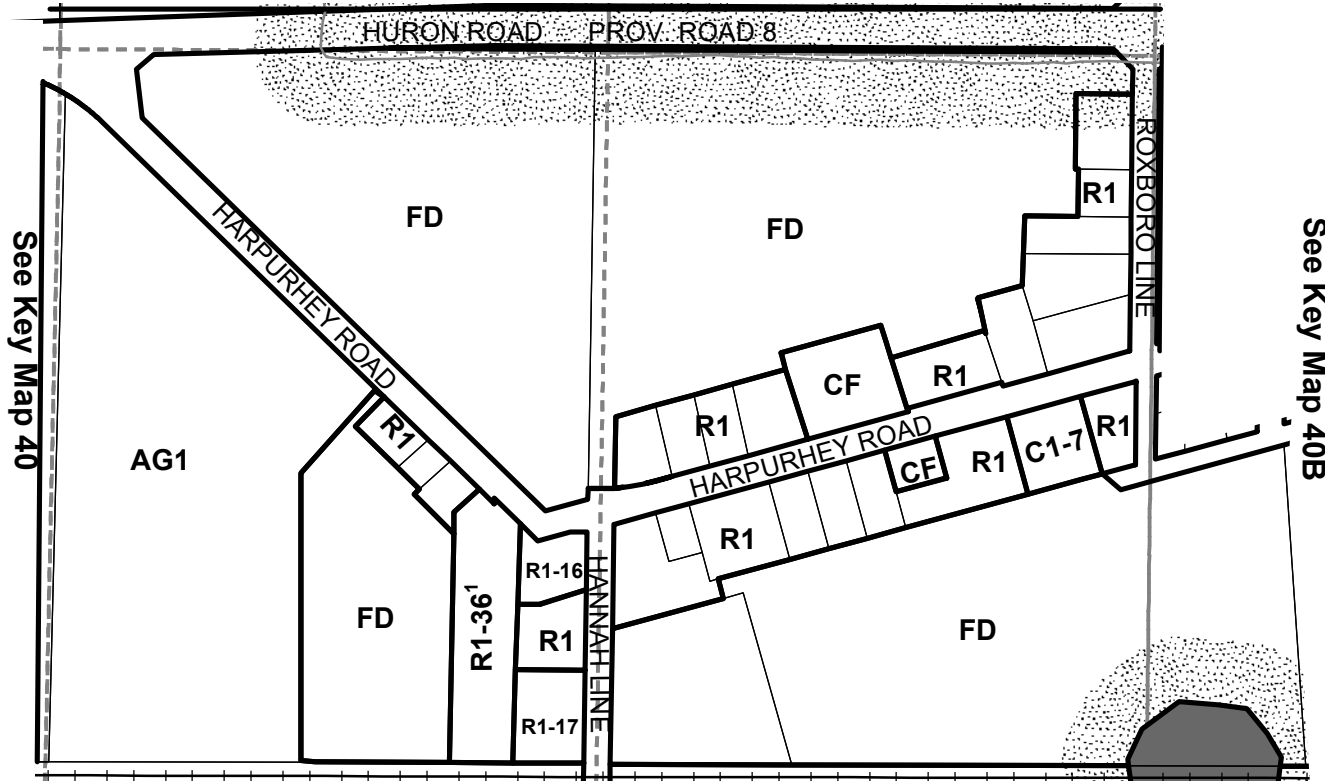 HURON ROAD PROV. ROAD 8
ROXBORO LINE
R1
FD
FD
HARPURHEY ROAD
See Key Map 40
See Key Map 40B
CF
R1
R1
R1
HARPURHEY ROAD
R1
C1-7
CF
R1
AG1
R1
R1-16
HANNAH LINE
R1-36¹
FD
R1
FD
R1-17